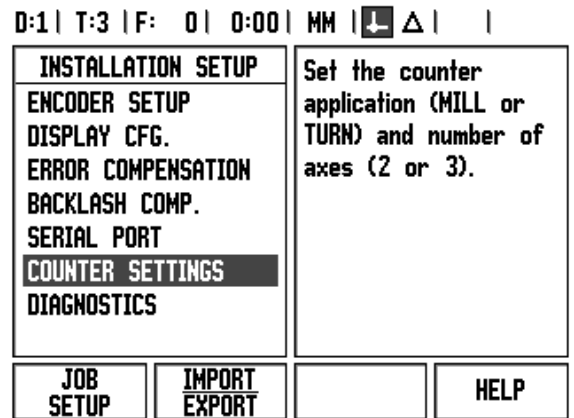 D:1 | T:3 | F: 0 | 0:00 | MM | Δ | |
INSTALLATION SETUP
ENCODER SETUP
DISPLAY CFG.
ERROR COMPENSATION
BACKLASH COMP.
SERIAL PORT
COUNTER SETTINGS
DIAGNOSTICS
Set the counter
application (MILL or
TURN) and number of
axes (2 or 3).
JOB
SETUP
IMPORT
EXPORT
HELP